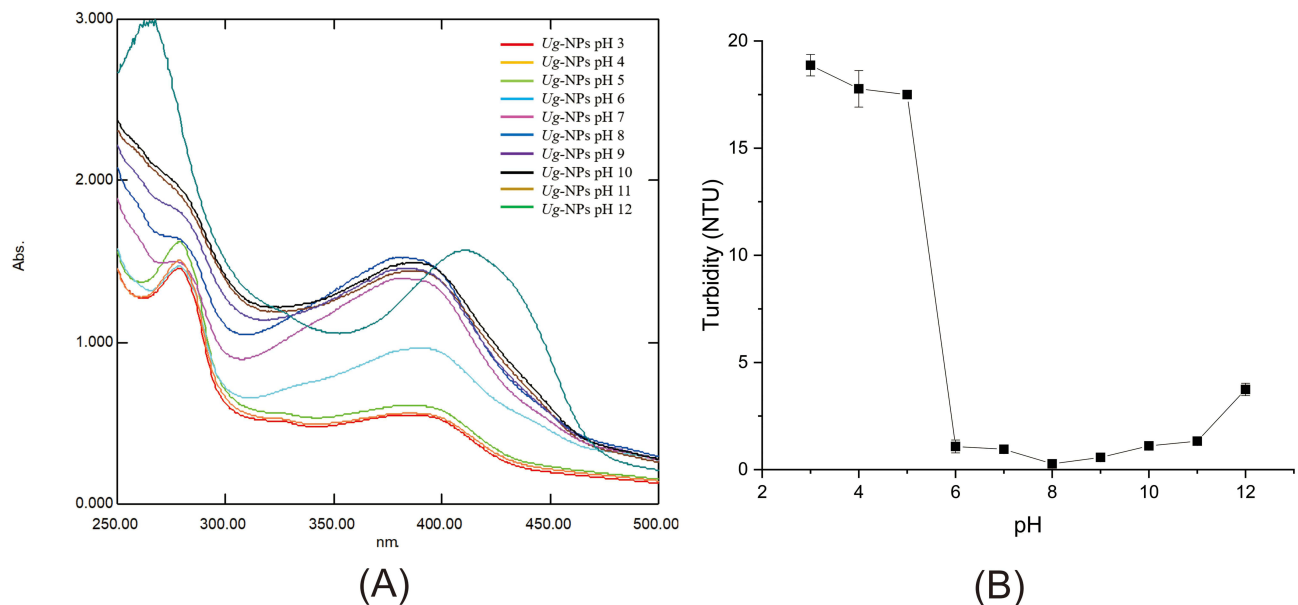 3.000
2.000
1.000
0.000
250.00 300.00 350.00 400.00 450.00 500.00
nm.
Abs.
Ug-NPs pH 3
Ug-NPs pH 4
Ug-NPs pH 5
Ug-NPs pH 6
Ug-NPs pH 7
Ug-NPs pH 8
Ug-NPs pH 9
Ug-NPs pH 10
Ug-NPs pH 11
Ug-NPs pH 12
(A)
20
15
10
5
0
2 4 6 8 10 12
pH
Turbidity (NTU)
(B)